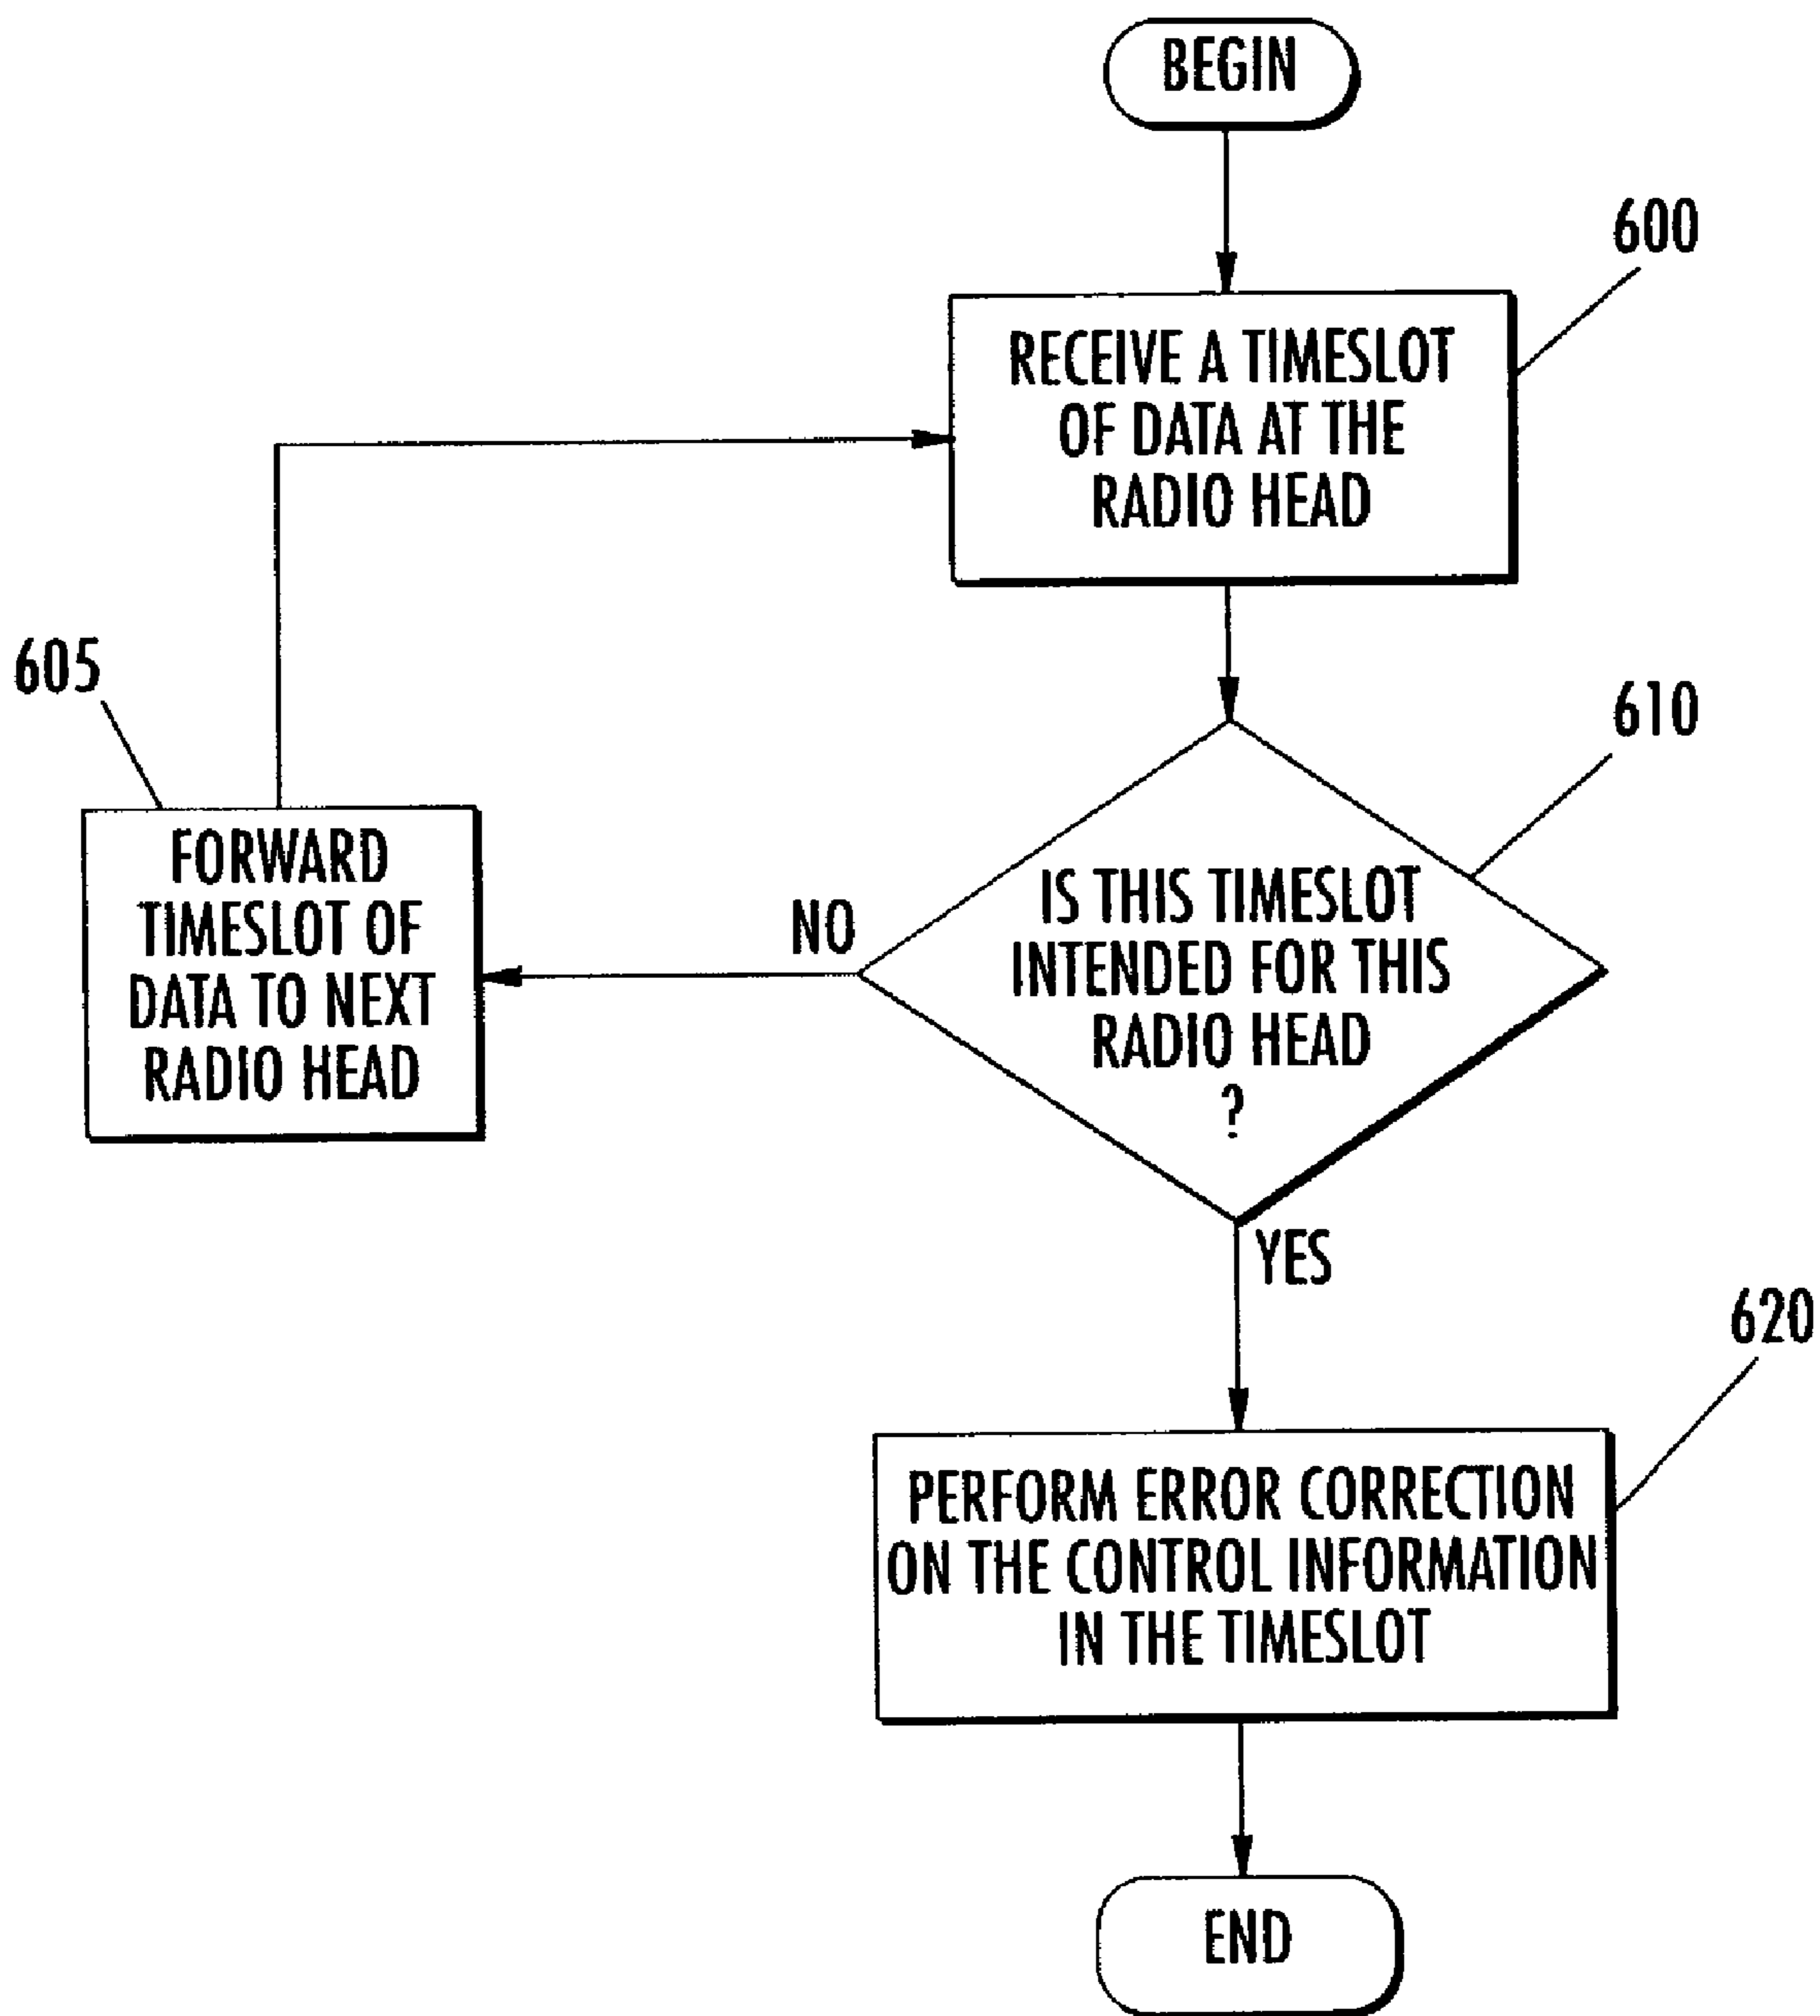 BEGIN
600
RECEIVE A TIMESLOT
OF DATA AT THE
RADIO HEAD
605
610
FORWARD
TIMESLOT OF
DATA TO NEXT
RADIO HEAD
NO
IS THIS TIMESLOT
INTENDED FOR THIS
RADIO HEAD
?
YES
620
PERFORM ERROR CORRECTION
ON THE CONTROL INFORMATION
IN THE TIMESLOT
END